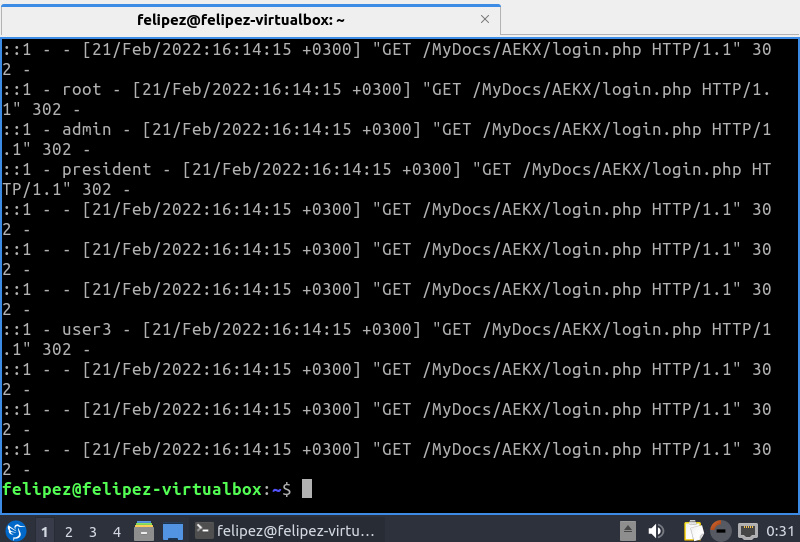 felipez@felipez-virtualbox: ~
::1 - - [21/Feb/2022:16:14:15 +0300] "GET /MyDocs/AEKX/login.php HTTP/1.1" 30
2 -
::1 - root - [21/Feb/2022:16:14:15 +0300] "GET /MyDocs/AEKX/login.php HTTP/1.
1" 302 -
::1 - admin - [21/Feb/2022:16:14:15 +0300] "GET /MyDocs/AEKX/login.php HTTP/1
.1" 302 -
::1 - president - [21/Feb/2022:16:14:15 +0300] "GET /MyDocs/AEKX/login.php HT
TP/1.1" 302 -
::1 - - [21/Feb/2022:16:14:15 +0300] "GET /MyDocs/AEKX/login.php HTTP/1.1" 30
2 -
::1 - - [21/Feb/2022:16:14:15 +0300] "GET /MyDocs/AEKX/login.php HTTP/1.1" 30
2 -
::1 - - [21/Feb/2022:16:14:15 +0300] "GET /MyDocs/AEKX/login.php HTTP/1.1" 30
2 -
::1 - user3 - [21/Feb/2022:16:14:15 +0300] "GET /MyDocs/AEKX/login.php HTTP/1
.1" 302 -
::1 - - [21/Feb/2022:16:14:15 +0300] "GET /MyDocs/AEKX/login.php HTTP/1.1" 30
2 -
::1 - - [21/Feb/2022:16:14:15 +0300] "GET /MyDocs/AEKX/login.php HTTP/1.1" 30
2 -
::1 - - [21/Feb/2022:16:14:15 +0300] "GET /MyDocs/AEKX/login.php HTTP/1.1" 30
2 -
felipez@felipez-virtualbox:~$
1 2 3 4 felipez@felipez-virtu... 0:31